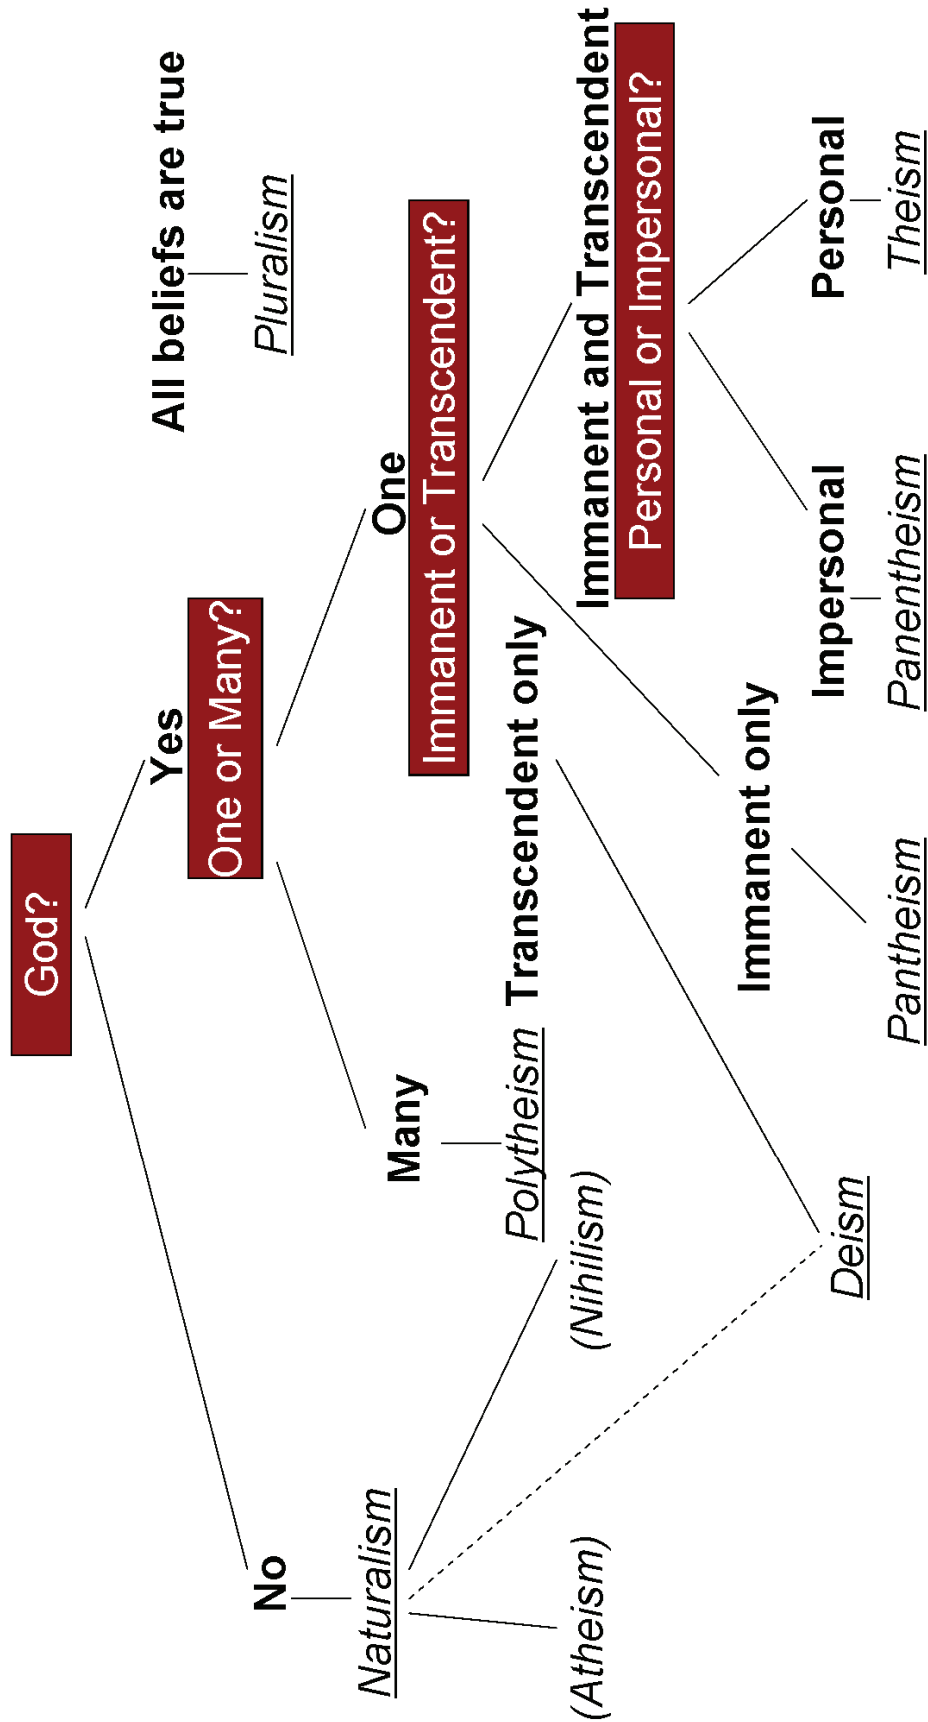 God?
Yes
All beliefs are true
One or Many?
No
Pluralism
Naturalism
Many
One
Immanent or Transcendent?
Polytheism
Transcendent only
(Atheism)
(Nihilism)
Immanent and Transcendent
Personal or Impersonal?
Immanent only
Impersonal
Personal
Deism
Pantheism
Panentheism
Theism